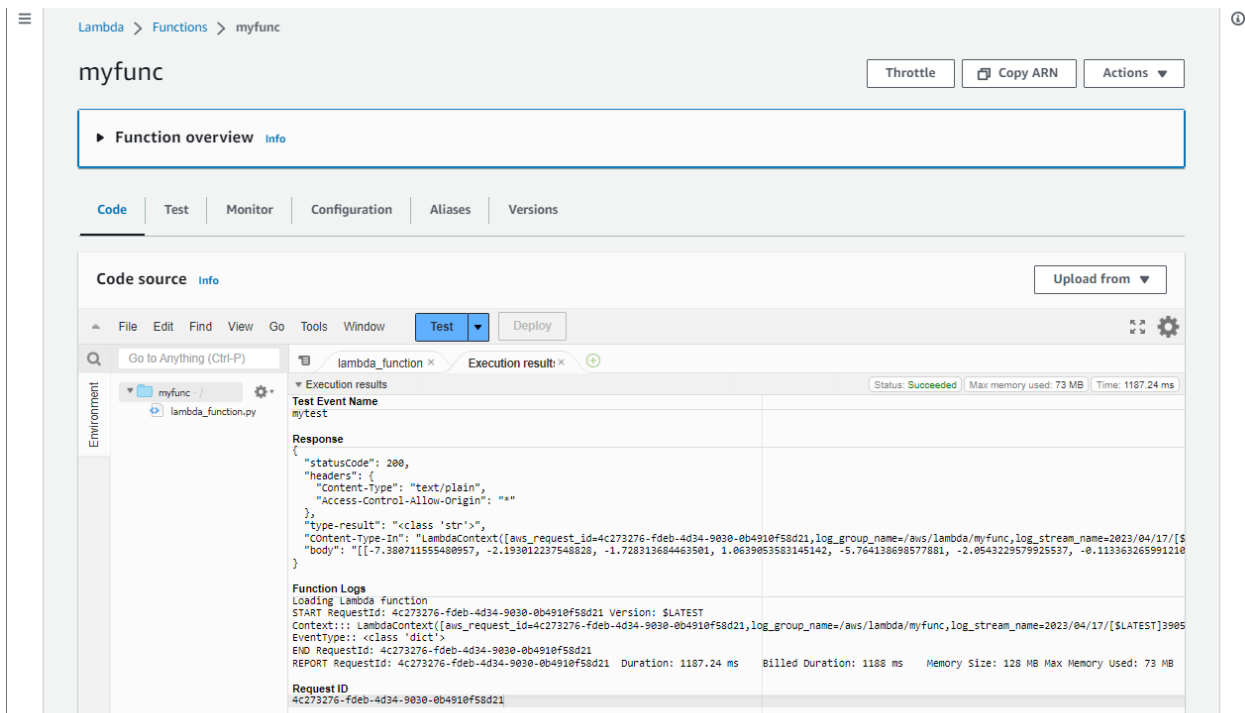 Lambda > Functions > myfunc
myfunc
Throttle
Copy ARN
Actions
Function overview Info
Code
Test
Monitor
Configuration
Aliases
Versions
Code source Info
Upload from
File Edit Find View Go Tools Window
Test
Deploy
Go to Anything (Ctrl-P)
lambda_function
Execution result
Environment
myfunc - /
lambda_function.py
Execution results
Status: Succeeded
Max memory used: 73 MB
Time: 1187.24 ms
Test Event Name
mytest
Response
{
"statusCode": 200,
"headers": {
"Content-Type": "text/plain",
"Access-Control-Allow-Origin": "*"
},
"type-result": "<class 'str'>",
"COntent-Type-In": "LambdaContext([aws_request_id=4c273276-fdeb-4d34-9030-0b4910f58d21,log_group_name=/aws/lambda/myfunc,log_stream_name=2023/04/17/[$
"body": "[[-7.380711555480957, -2.193012237548828, -1.728313684463501, 1.0639053583145142, -5.764138698577881, -2.0543229579925537, -0.113363265991210
}
Function Logs
Loading Lambda function
START RequestId: 4c273276-fdeb-4d34-9030-0b4910f58d21 Version: $LATEST
Context::: LambdaContext([aws_request_id=4c273276-fdeb-4d34-9030-0b4910f58d21,log_group_name=/aws/lambda/myfunc,log_stream_name=2023/04/17/[$LATEST]3905
EventType:: <class 'dict'>
END RequestId: 4c273276-fdeb-4d34-9030-0b4910f58d21
REPORT RequestId: 4c273276-fdeb-4d34-9030-0b4910f58d21 Duration: 1187.24 ms Billed Duration: 1188 ms Memory Size: 128 MB Max Memory Used: 73 MB
Request ID
4c273276-fdeb-4d34-9030-0b4910f58d21